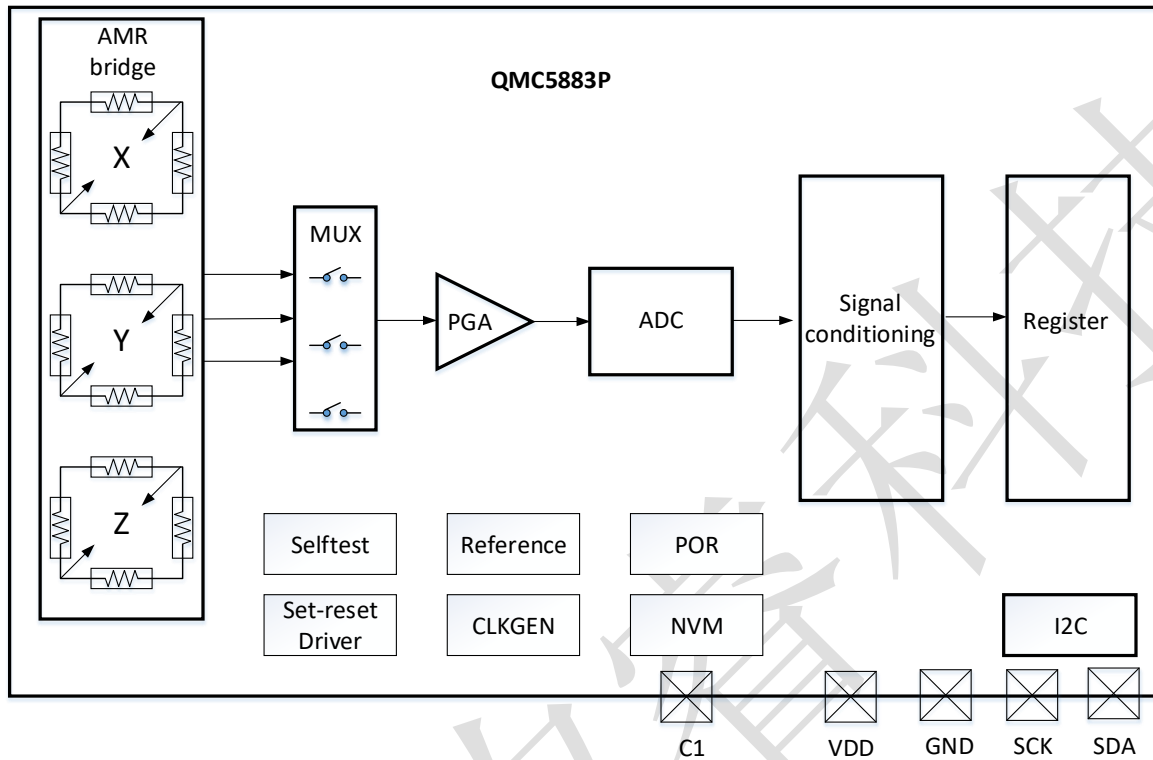 AMR
bridge
QMC5883P
X
MUX
Y
PGA
ADC
Signal
conditioning
Register
Z
Selftest
Reference
POR
Set-reset
Driver
CLKGEN
NVM
I2C
C1
VDD
GND
SCK
SDA